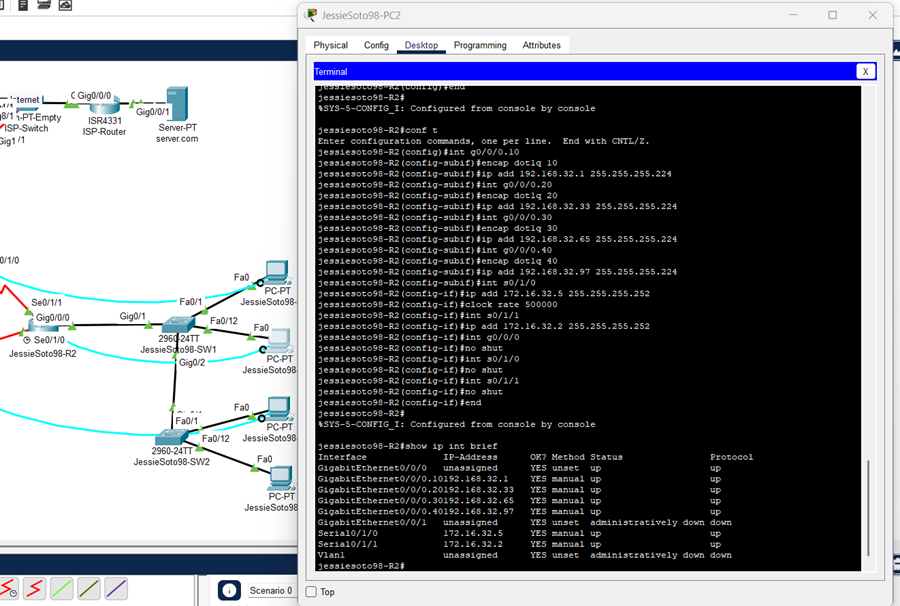 JessieSoto98-PC2
Physical Config Desktop Programming Attributes
Terminal
X
jessiesoto98-R2(config)#end
jessiesoto98-R2#
%SYS-5-CONFIG_I: Configured from console by console
jessiesoto98-R2#conf t
Enter configuration commands, one per line. End with CNTL/Z.
jessiesoto98-R2(config)#int g0/0/0.10
jessiesoto98-R2(config-subif)#encap dot1q 10
jessiesoto98-R2(config-subif)#ip add 192.168.32.1 255.255.255.224
jessiesoto98-R2(config-subif)#int g0/0/0.20
jessiesoto98-R2(config-subif)#encap dot1q 20
jessiesoto98-R2(config-subif)#ip add 192.168.32.33 255.255.255.224
jessiesoto98-R2(config-subif)#int g0/0/0.30
jessiesoto98-R2(config-subif)#encap dot1q 30
jessiesoto98-R2(config-subif)#ip add 192.168.32.65 255.255.255.224
jessiesoto98-R2(config-subif)#int g0/0/0.40
jessiesoto98-R2(config-subif)#encap dot1q 40
jessiesoto98-R2(config-subif)#ip add 192.168.32.97 255.255.255.224
jessiesoto98-R2(config-subif)#int s0/1/0
jessiesoto98-R2(config-if)#ip add 172.16.32.5 255.255.255.252
jessiesoto98-R2(config-if)#clock rate 500000
jessiesoto98-R2(config-if)#int s0/1/1
jessiesoto98-R2(config-if)#ip add 172.16.32.2 255.255.255.252
jessiesoto98-R2(config-if)#int g0/0/0
jessiesoto98-R2(config-if)#no shut
jessiesoto98-R2(config-if)#int s0/1/0
jessiesoto98-R2(config-if)#no shut
jessiesoto98-R2(config-if)#int s0/1/1
jessiesoto98-R2(config-if)#no shut
jessiesoto98-R2(config-if)#end
jessiesoto98-R2#
%SYS-5-CONFIG_I: Configured from console by console
jessiesoto98-R2#show ip int brief
Interface IP-Address OK? Method Status Protocol
GigabitEthernet0/0/0 unassigned YES unset up up
GigabitEthernet0/0/0.10192.168.32.1 YES manual up up
GigabitEthernet0/0/0.20192.168.32.33 YES manual up up
GigabitEthernet0/0/0.30192.168.32.65 YES manual up up
GigabitEthernet0/0/0.40192.168.32.97 YES manual up up
GigabitEthernet0/0/1 unassigned YES unset administratively down down
Serial0/1/0 172.16.32.5 YES manual up up
Serial0/1/1 172.16.32.2 YES manual up up
Vlan1 unassigned YES unset administratively down down
jessiesoto98-R2#
Top
Internet
Gig0/0/0
-PT-Empty
ISP-Switch
Gig1
/1
ISR4331
ISP-Router
Gig0/0/1
Server-PT
server.com
0/1/0
Se0/1/1
Gig0/0/0
Se0/1/0
JessieSoto98-R2
Gig0/1
Fa0/1
Fa0/12
2960-24TT
JessieSoto98-SW1
Gig0/2
Fa0
PC-PT
JessieSoto98-
Fa0
PC-PT
JessieSoto98-
Fa0/1
Fa0/12
2960-24TT
JessieSoto98-SW2
Fa0
PC-PT
JessieSoto98-
Fa0
PC-PT
JessieSoto98-
Scenario 0